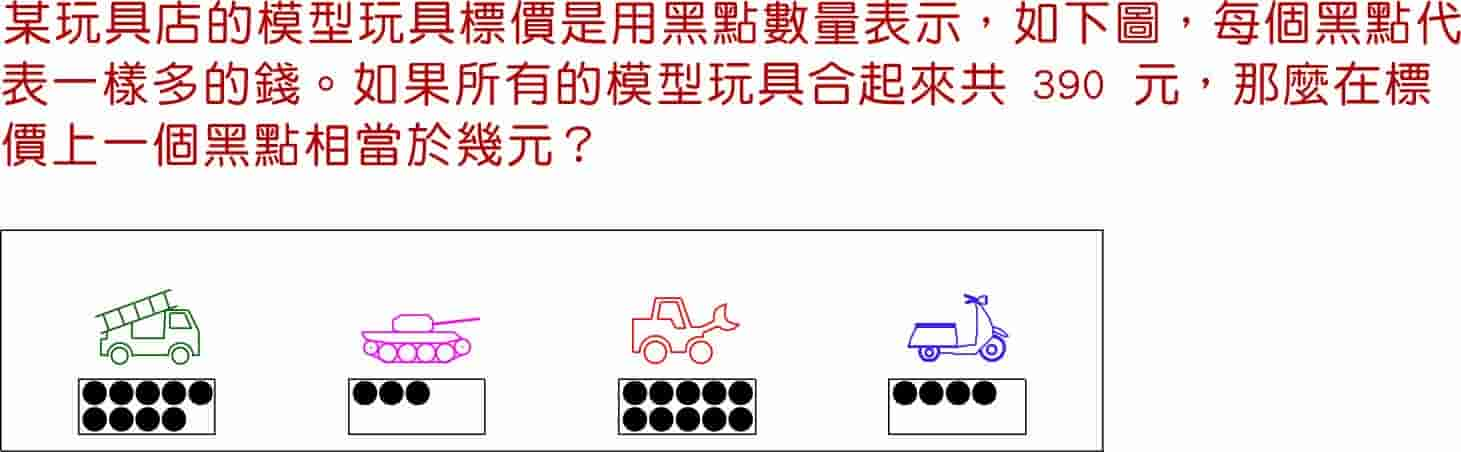 某玩具店的模型玩具標價是用黑點數量表示，如下圖，每個黑點代
表一樣多的錢。如果所有的模型玩具合起來共 390 元，那麼在標
價上一個黑點相當於幾元？